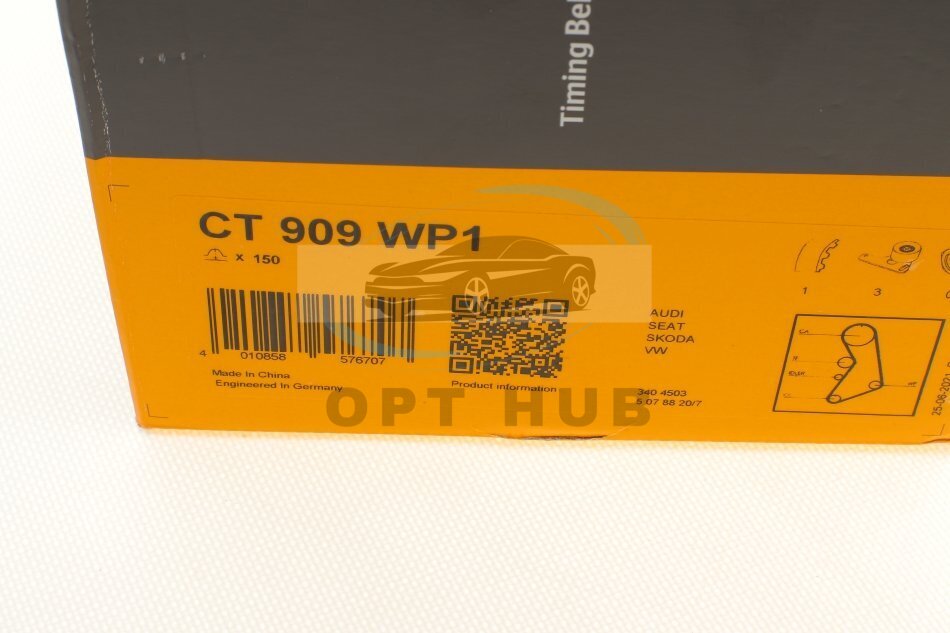 Timing Bel
CT 909 WP1
x 150
1
3
AUDI
SEAT
SKODA
VW
4 010858 576707
Made In China
Engineered In Germany
Product information
340 4503
5 07 88 20/7
WP
OPT HUB